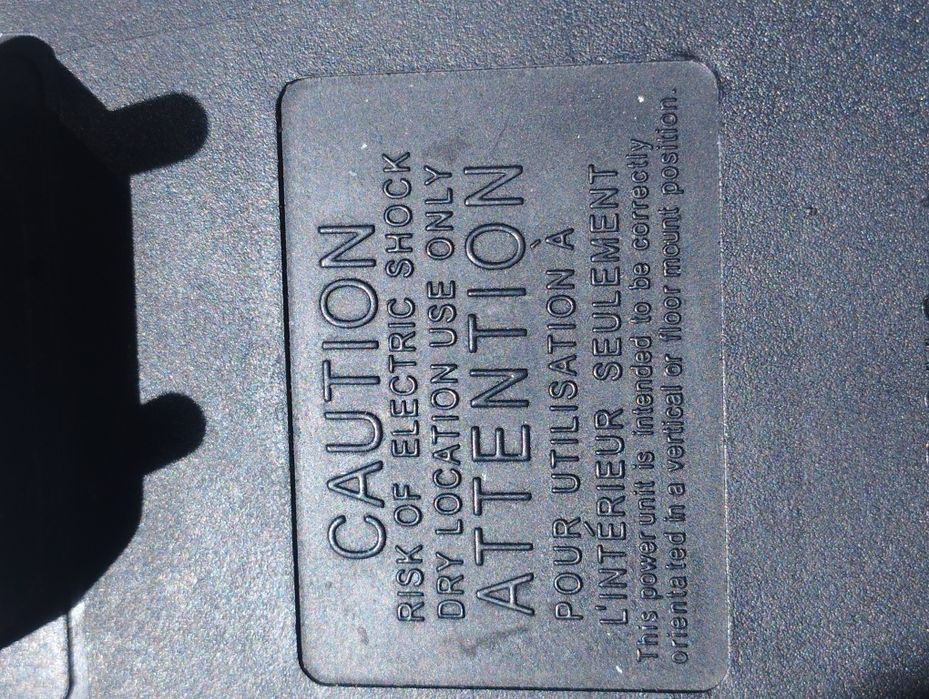 CAUTION
RISK OF ELECTRIC SHOCK
DRY LOCATION USE ONLY
ATTENTION
POUR UTILISATION À
L'INTÉRIEUR SEULEMENT
This power unit is intended to be correctly
orientated in a vertical or floor mount position.